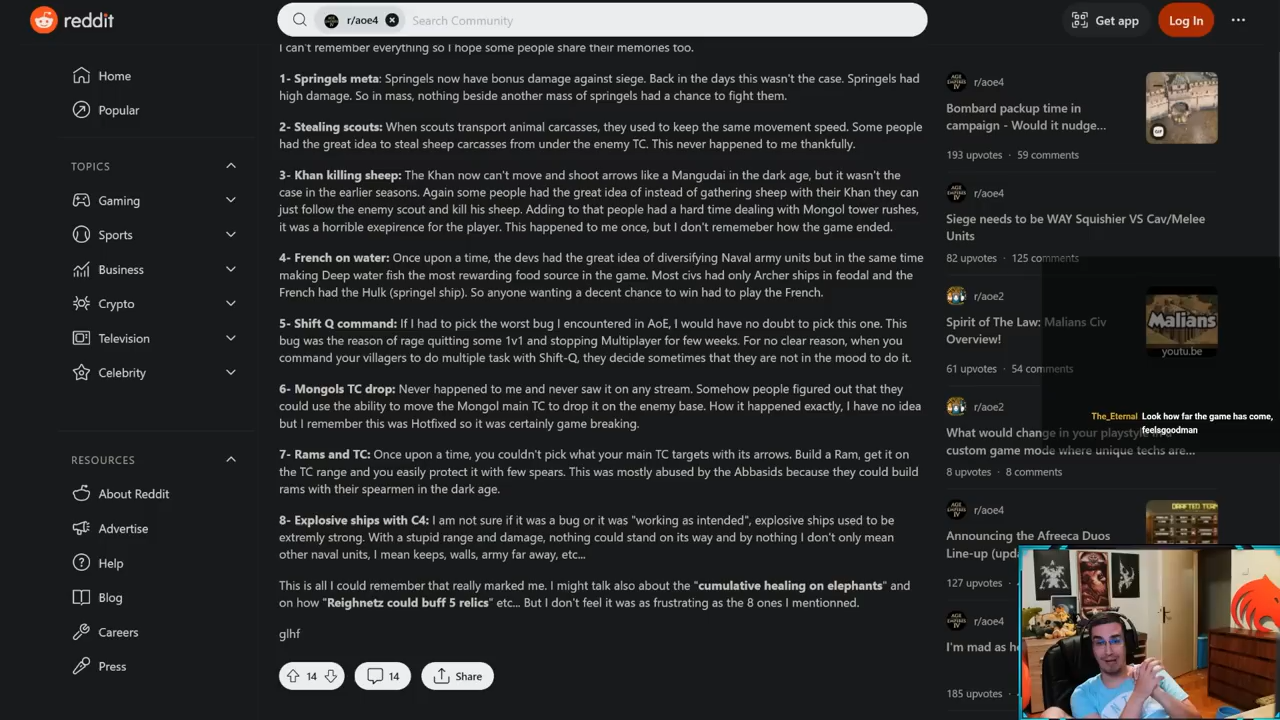 reddit
r/aoe4
Search Community
Get app
Log In
Home
Popular
TOPICS
Gaming
Sports
Business
Crypto
Television
Celebrity
RESOURCES
About Reddit
Advertise
Help
Blog
Careers
Press
I can't remember everything so I hope some people share their memories too.
1- Springels meta: Springels now have bonus damage against siege. Back in the days this wasn't the case. Springels had
high damage. So in mass, nothing beside another mass of springels had a chance to fight them.
2- Stealing scouts: When scouts transport animal carcasses, they used to keep the same movement speed. Some people
had the great idea to steal sheep carcasses from under the enemy TC. This never happened to me thankfully.
3- Khan killing sheep: The Khan now can't move and shoot arrows like a Mangudai in the dark age, but it wasn't the
case in the earlier seasons. Again some people had the great idea of instead of gathering sheep with their Khan they can
just follow the enemy scout and kill his sheep. Adding to that people had a hard time dealing with Mongol tower rushes,
it was a horrible exepirence for the player. This happened to me once, but I don't rememeber how the game ended.
4- French on water: Once upon a time, the devs had the great idea of diversifying Naval army units but in the same time
making Deep water fish the most rewarding food source in the game. Most civs had only Archer ships in feodal and the
French had the Hulk (springel ship). So anyone wanting a decent chance to win had to play the French.
5- Shift Q command: If I had to pick the worst bug I encountered in AoE, I would have no doubt to pick this one. This
bug was the reason of rage quitting some 1v1 and stopping Multiplayer for few weeks. For no clear reason, when you
command your villagers to do multiple task with Shift-Q, they decide sometimes that they are not in the mood to do it.
6- Mongols TC drop: Never happened to me and never saw it on any stream. Somehow people figured out that they
could use the ability to move the Mongol main TC to drop it on the enemy base. How it happened exactly, I have no idea
but I remember this was Hotfixed so it was certainly game breaking.
7- Rams and TC: Once upon a time, you couldn't pick what your main TC targets with its arrows. Build a Ram, get it on
the TC range and you easily protect it with few spears. This was mostly abused by the Abbasids because they could build
rams with their spearmen in the dark age.
8- Explosive ships with C4: I am not sure if it was a bug or it was "working as intended", explosive ships used to be
extremly strong. With a stupid range and damage, nothing could stand on its way and by nothing I don't only mean
other naval units, I mean keeps, walls, army far away, etc...
This is all I could remember that really marked me. I might talk also about the "cumulative healing on elephants" and
on how "Reighnetz could buff 5 relics" etc... But I don't feel it was as frustrating as the 8 ones I mentionned.
glhf
14
14
Share
r/aoe4
Bombard packup time in
campaign - Would it nudge...
GIF
193 upvotes · 59 comments
r/aoe4
Siege needs to be WAY Squishier VS Cav/Melee
Units
82 upvotes · 125 comments
r/aoe2
Spirit of The Law: Malians Civ
Overview!
Malians
youtu.be
61 upvotes · 54 comments
r/aoe2
The_Eternal Look how far the game has come,
feelsgoodman
What would change in your playstyle in a
custom game mode where unique techs are...
8 upvotes · 8 comments
r/aoe4
Announcing the Afreeca Duos
Line-up (upda
DRAFTED TEAM
127 upvotes
r/aoe4
I'm mad as he
185 upvotes